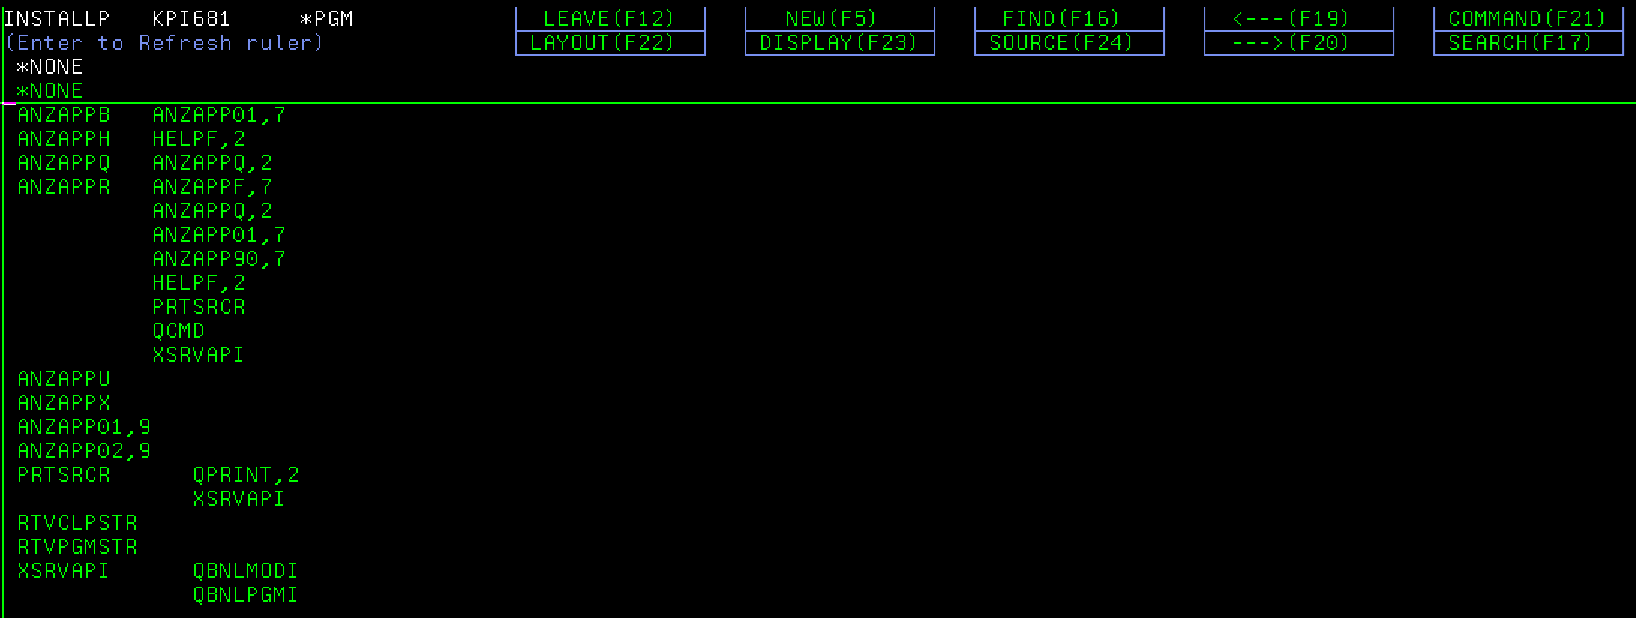 INSTALLP KPI681 *PGM LEAVE(F12) NEW(F5) FIND(F16) <---(F19) COMMAND(F21)
(Enter to Refresh ruler) LAYOUT(F22) DISPLAY(F23) SOURCE(F24) --->(F20) SEARCH(F17)
*NONE
*NONE
ANZAPPB ANZAPP01,7
ANZAPPH HELPF,2
ANZAPPQ ANZAPPQ,2
ANZAPPR ANZAPPF,7
ANZAPPQ,2
ANZAPP01,7
ANZAPP90,7
HELPF,2
PRTSRCR
QCMD
XSRVAPI
ANZAPPU
ANZAPPX
ANZAPP01,9
ANZAPP02,9
PRTSRCR QPRINT,2
XSRVAPI
RTVCLPSTR
RTVPGMSTR
XSRVAPI QBNLMODI
QBNLPGMI